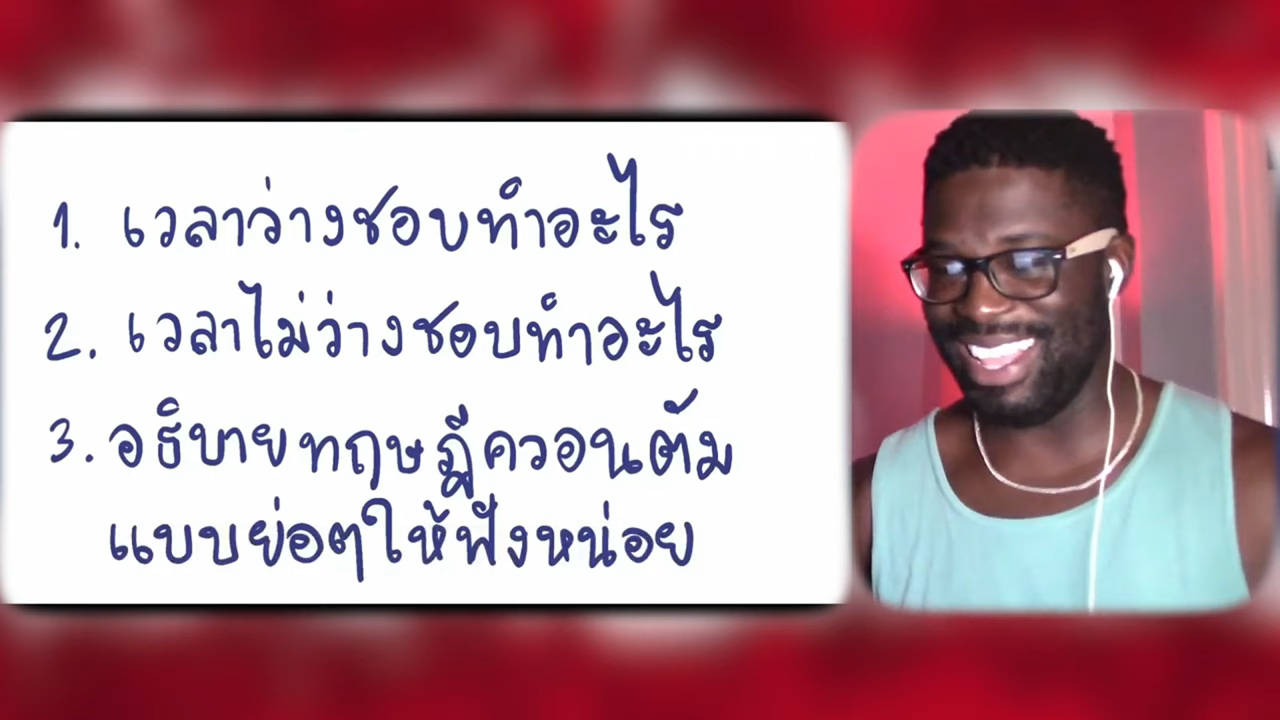 1. เวลาว่างชอบทำอะไร
2. เวลาไม่ว่างชอบทำอะไร
3. อธิบายทฤษฎีควอนตัม
แบบย่อๆให้ฟังหน่อย